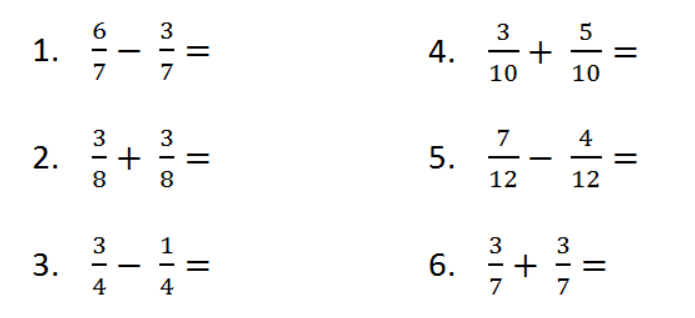 1. 6/7 − 3/7 =
2. 3/8 + 3/8 =
3. 3/4 − 1/4 =
4. 3/10 + 5/10 =
5. 7/12 − 4/12 =
6. 3/7 + 3/7 =